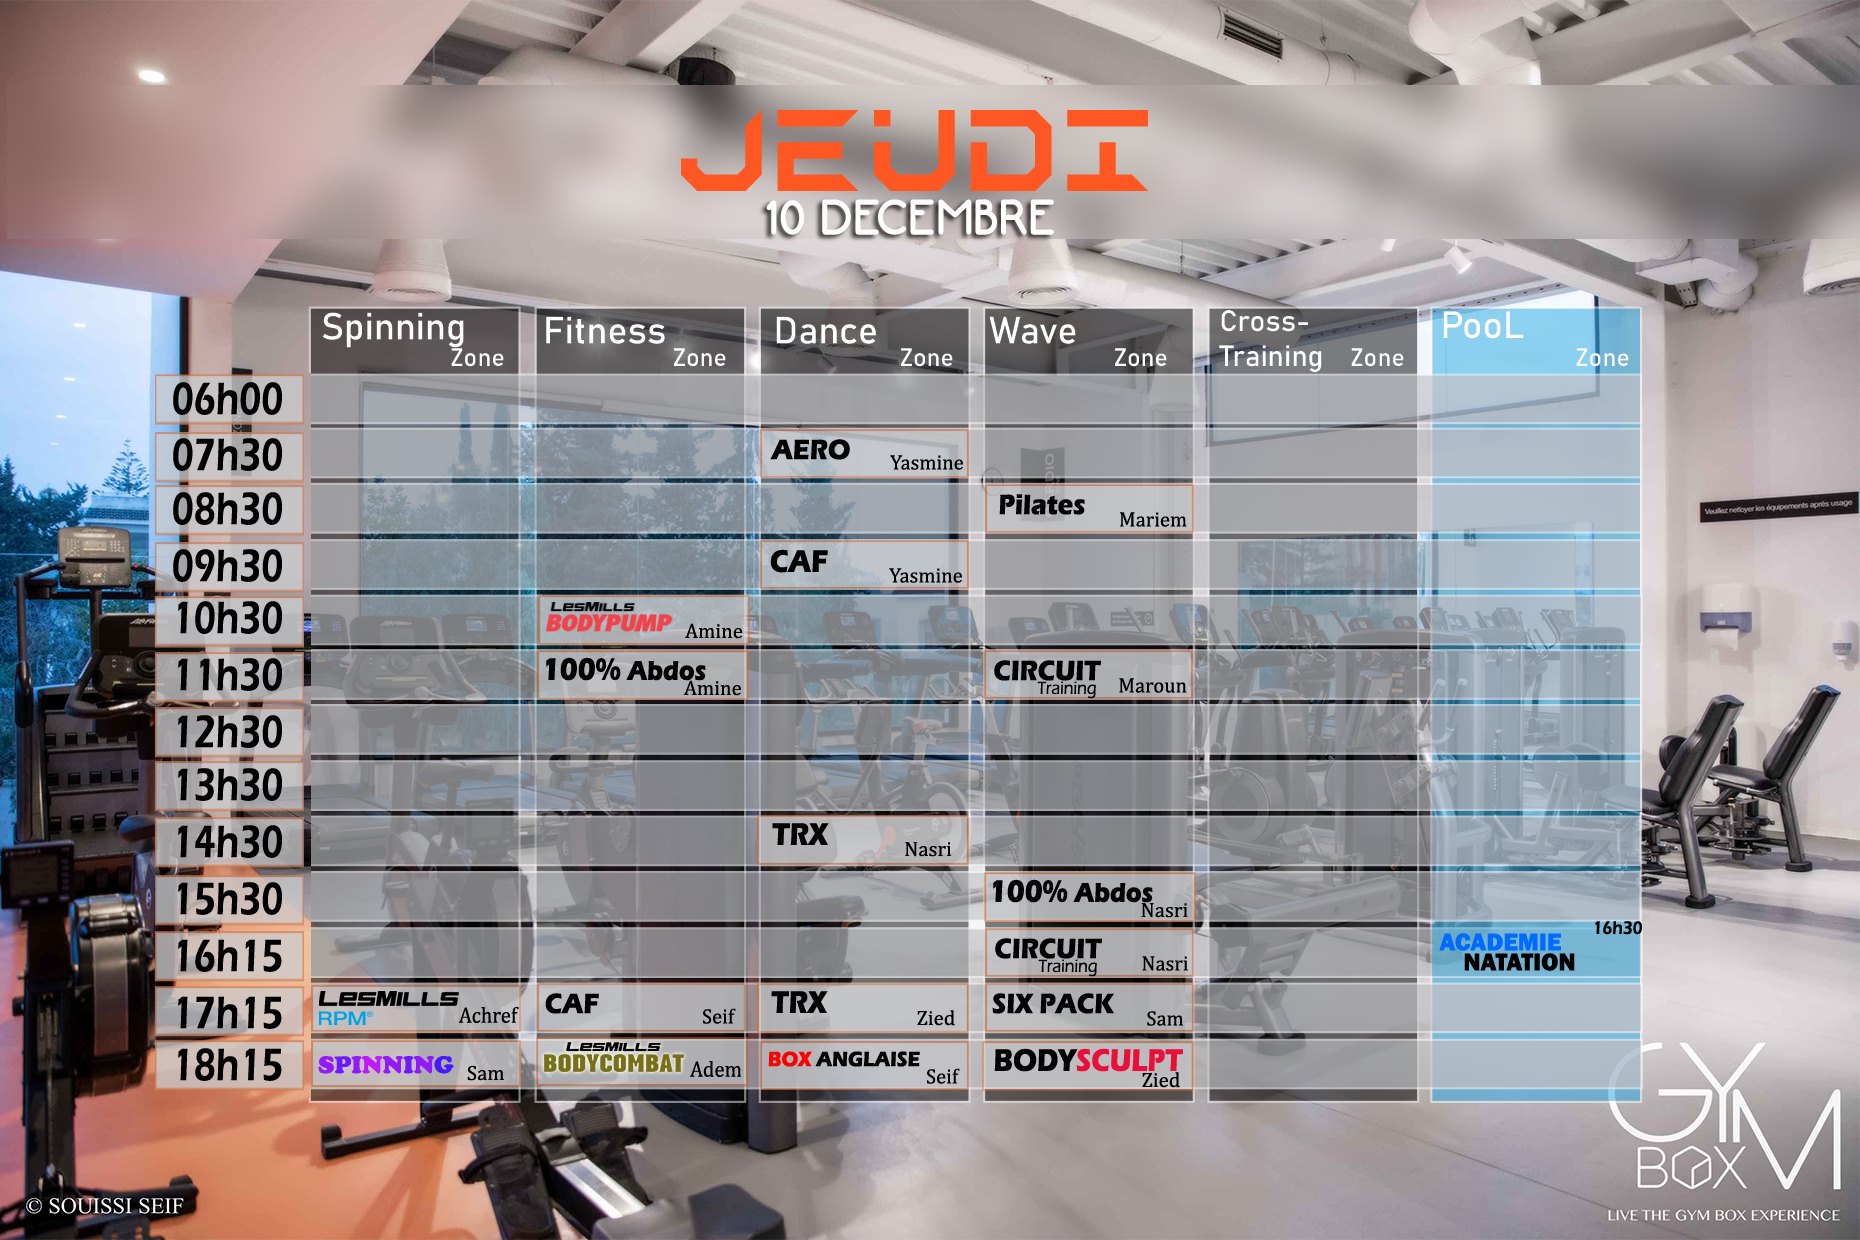 JEUDI
10 DECEMBRE
Spinning Zone
Fitness Zone
Dance Zone
Wave Zone
Cross-
Training Zone
PooL Zone
06h00
07h30
AERO Yasmine
08h30
Pilates Mariem
09h30
CAF Yasmine
10h30
LESMILLS
BODYPUMP Amine
11h30
100% Abdos
Amine
CIRCUIT
Training Maroun
12h30
13h30
14h30
TRX Nasri
15h30
100% Abdos
Nasri
16h15
CIRCUIT
Training Nasri
16h30
ACADEMIE
NATATION
17h15
LESMILLS
RPM® Achref
CAF Seif
TRX Zied
SIX PACK Sam
18h15
SPINNING Sam
LESMILLS
BODYCOMBAT Adem
BOX ANGLAISE
Seif
BODYSCULPT
Zied
Veuillez nettoyer les équipements après usage
GYM
BOX
LIVE THE GYM BOX EXPERIENCE
© SOUISSI SEIF